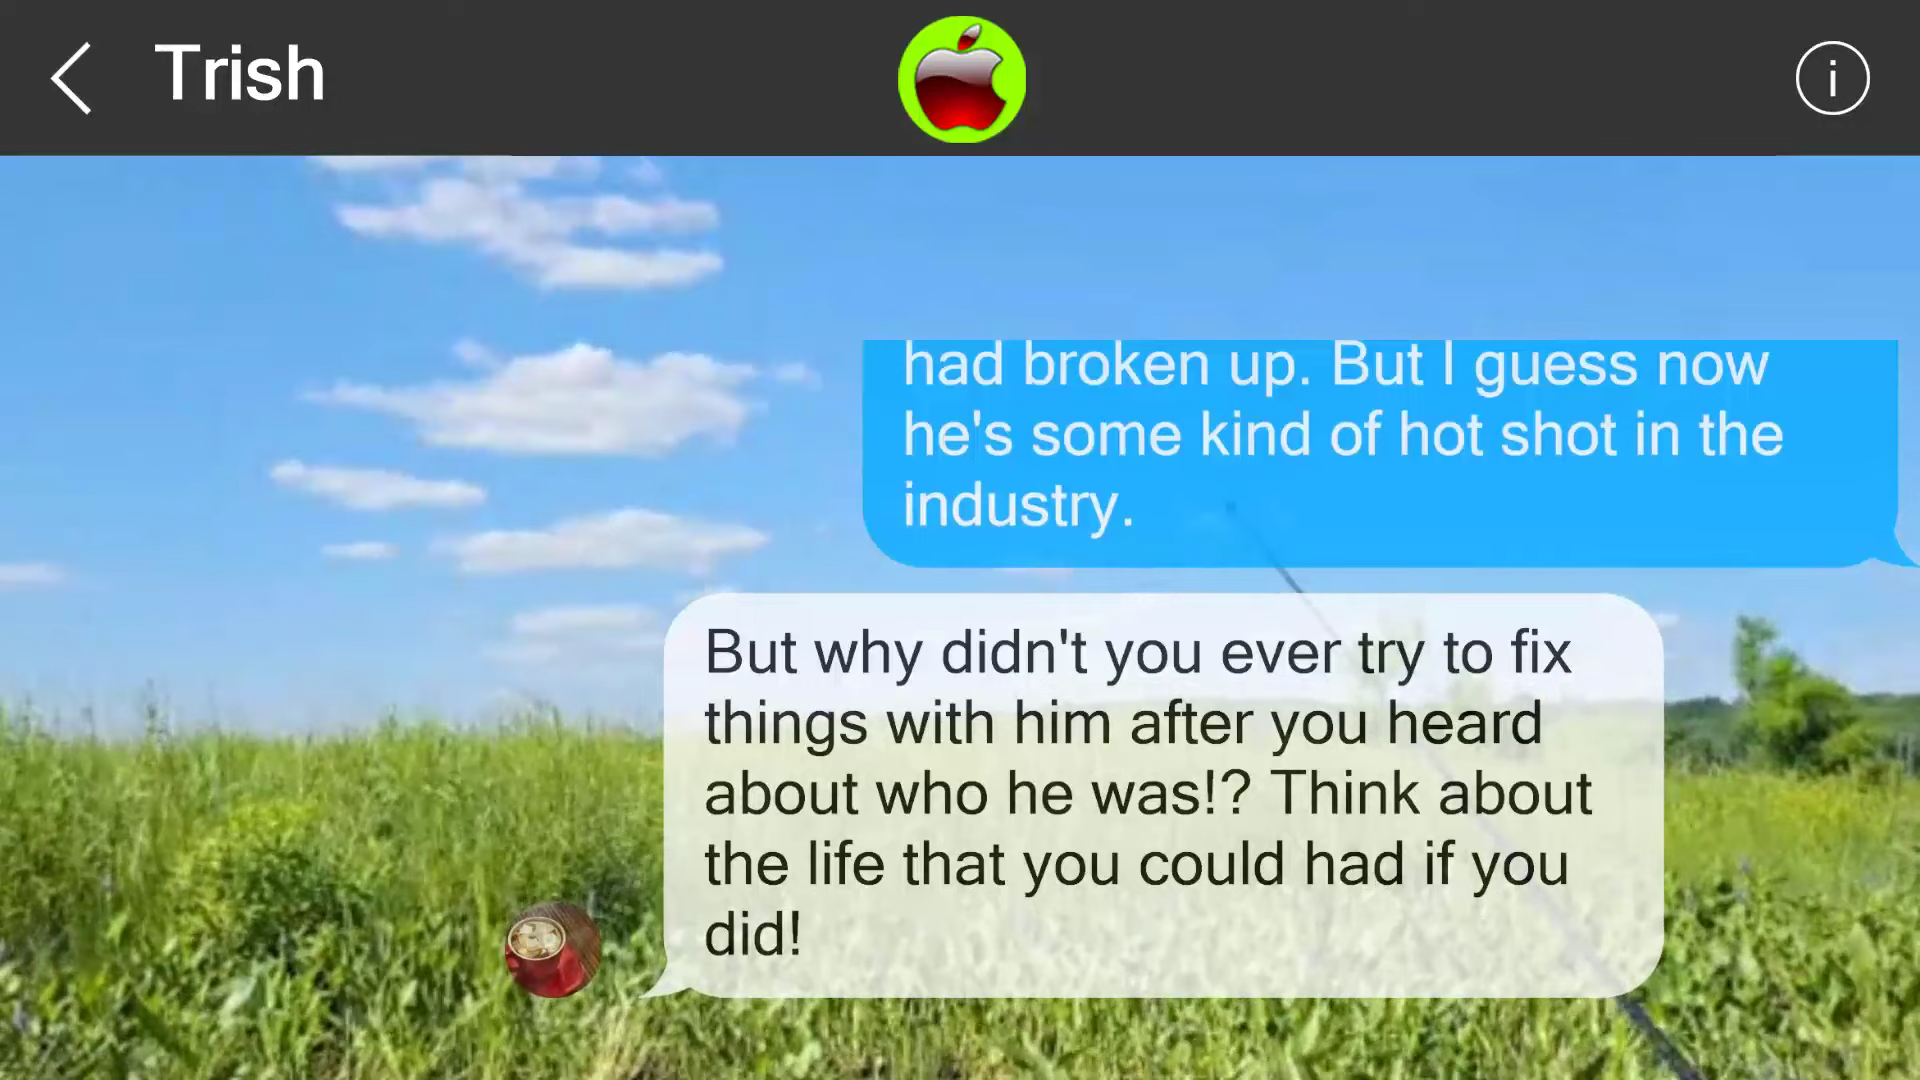 Trish
i
had broken up. But I guess now
he's some kind of hot shot in the
industry.
But why didn't you ever try to fix
things with him after you heard
about who he was!? Think about
the life that you could had if you
did!